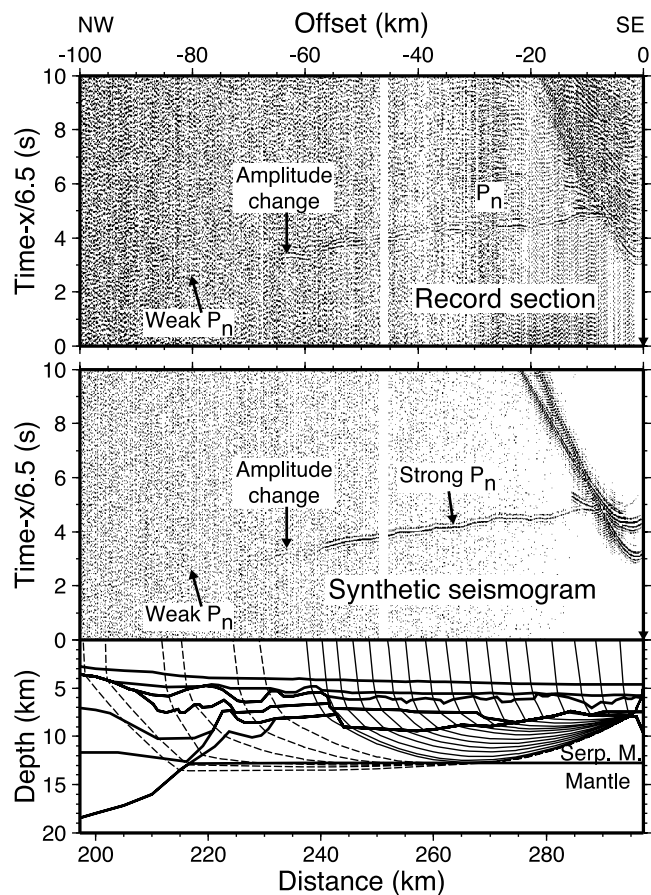 NW Offset (km) SE
-100 -80 -60 -40 -20 0
10
8
6
4
2
0
Time-x/6.5 (s)
Amplitude
change
Pn
Weak Pn
Record section
10
8
6
4
2
0
Time-x/6.5 (s)
Amplitude
change
Strong Pn
Weak Pn
Synthetic seismogram
0
5
10
15
20
Depth (km)
Serp. M.
Mantle
200 220 240 260 280
Distance (km)